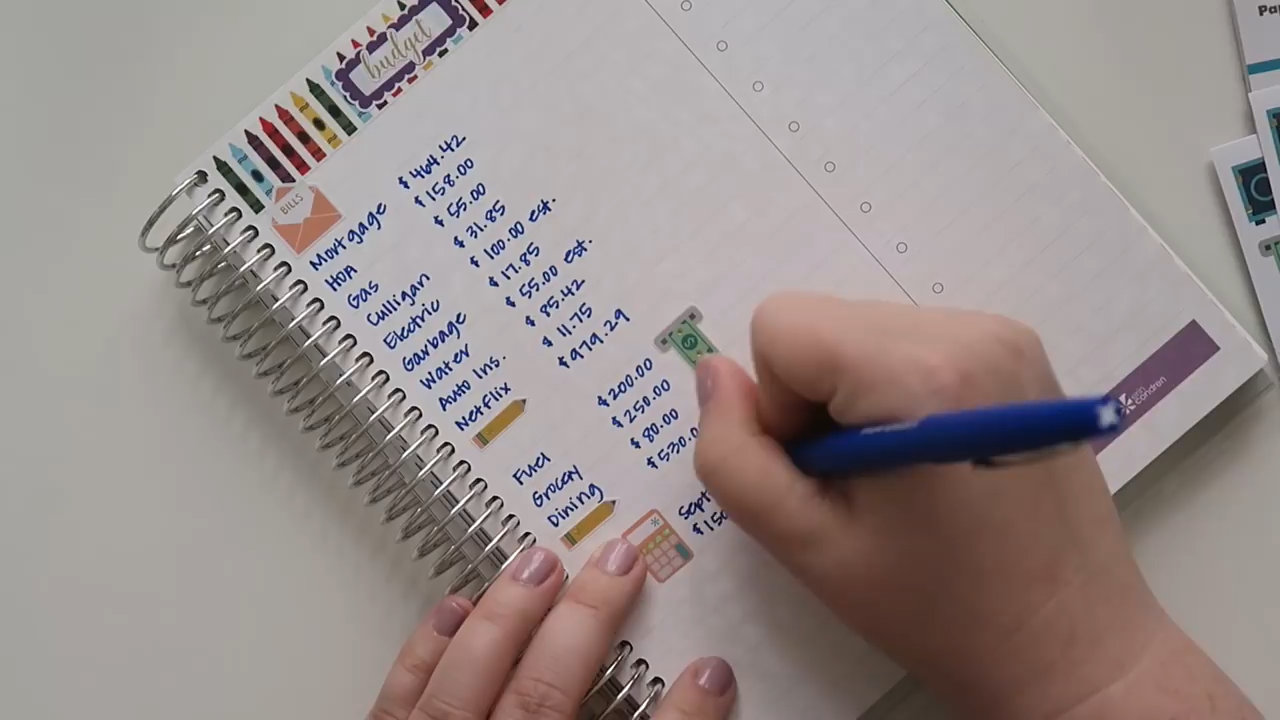 budget
BILLS
Mortgage $464.42
HOA $158.00
Gas $55.00
Culligan $31.85
Electric $100.00 est.
Garbage $17.85
Water $55.00 est.
Auto Ins. $85.42
Netflix $11.75
$979.29
Fuel $200.00
Grocery $250.00
Dining $80.00
erin condren